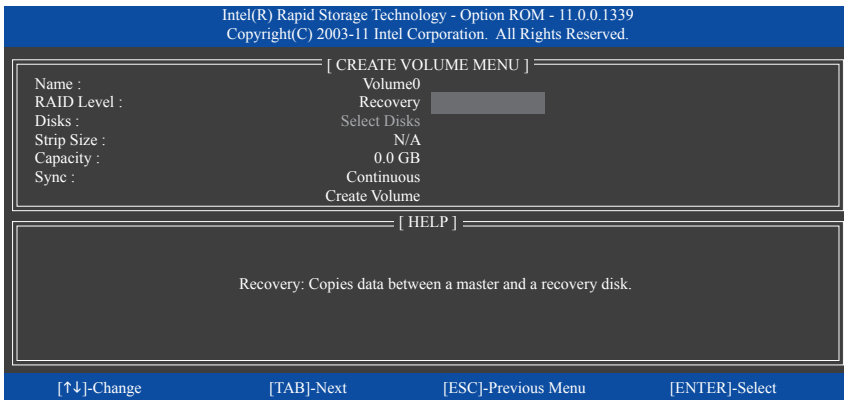 Intel(R) Rapid Storage Technology - Option ROM - 11.0.0.1339
Copyright(C) 2003-11 Intel Corporation. All Rights Reserved.
[ CREATE VOLUME MENU ]
Name : Volume0
RAID Level : Recovery
Disks : Select Disks
Strip Size : N/A
Capacity : 0.0 GB
Sync : Continuous
Create Volume
[ HELP ]
Recovery: Copies data between a master and a recovery disk.
[↑↓]-Change [TAB]-Next [ESC]-Previous Menu [ENTER]-Select